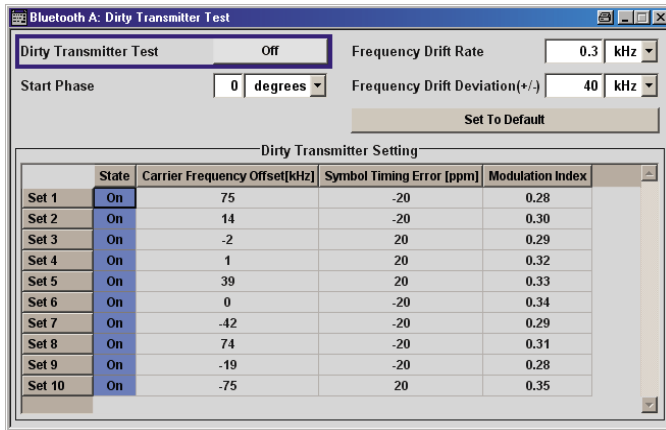 Bluetooth A: Dirty Transmitter Test
Dirty Transmitter Test Off Frequency Drift Rate 0.3 kHz
Start Phase 0 degrees Frequency Drift Deviation(+/-) 40 kHz
Set To Default
Dirty Transmitter Setting
State Carrier Frequency Offset[kHz] Symbol Timing Error [ppm] Modulation Index
Set 1 On 75 -20 0.28
Set 2 On 14 -20 0.30
Set 3 On -2 20 0.29
Set 4 On 1 20 0.32
Set 5 On 39 20 0.33
Set 6 On 0 -20 0.34
Set 7 On -42 -20 0.29
Set 8 On 74 -20 0.31
Set 9 On -19 -20 0.28
Set 10 On -75 20 0.35